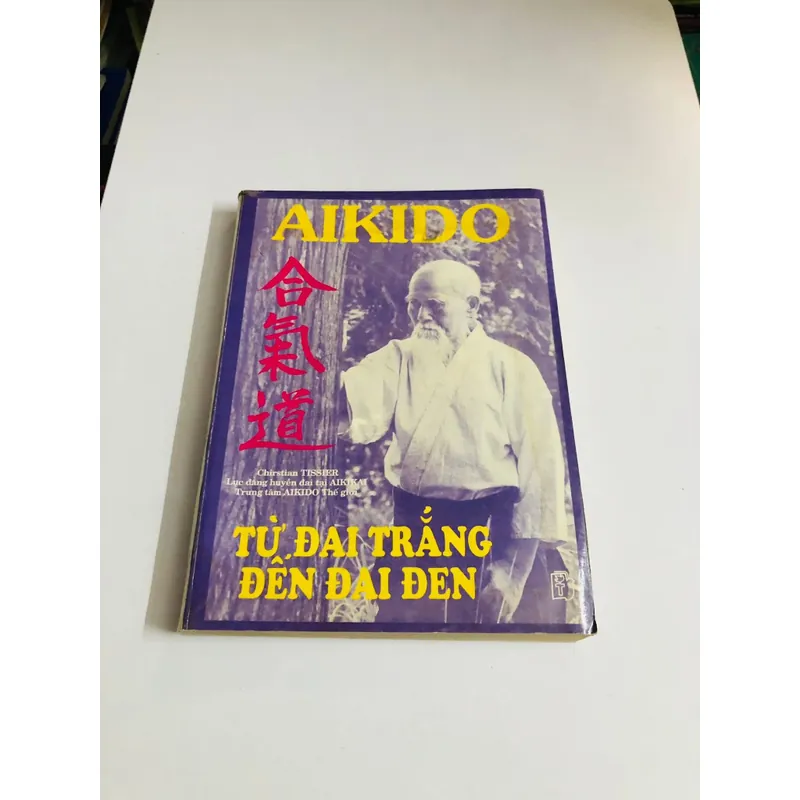 AIKIDO
合氣道
Chirstian TISSIER
Lục đẳng huyền đai tại AIKIKAI
Trung tâm AIKIDO Thế giới
TỪ ĐAI TRẮNG
ĐẾN ĐAI ĐEN